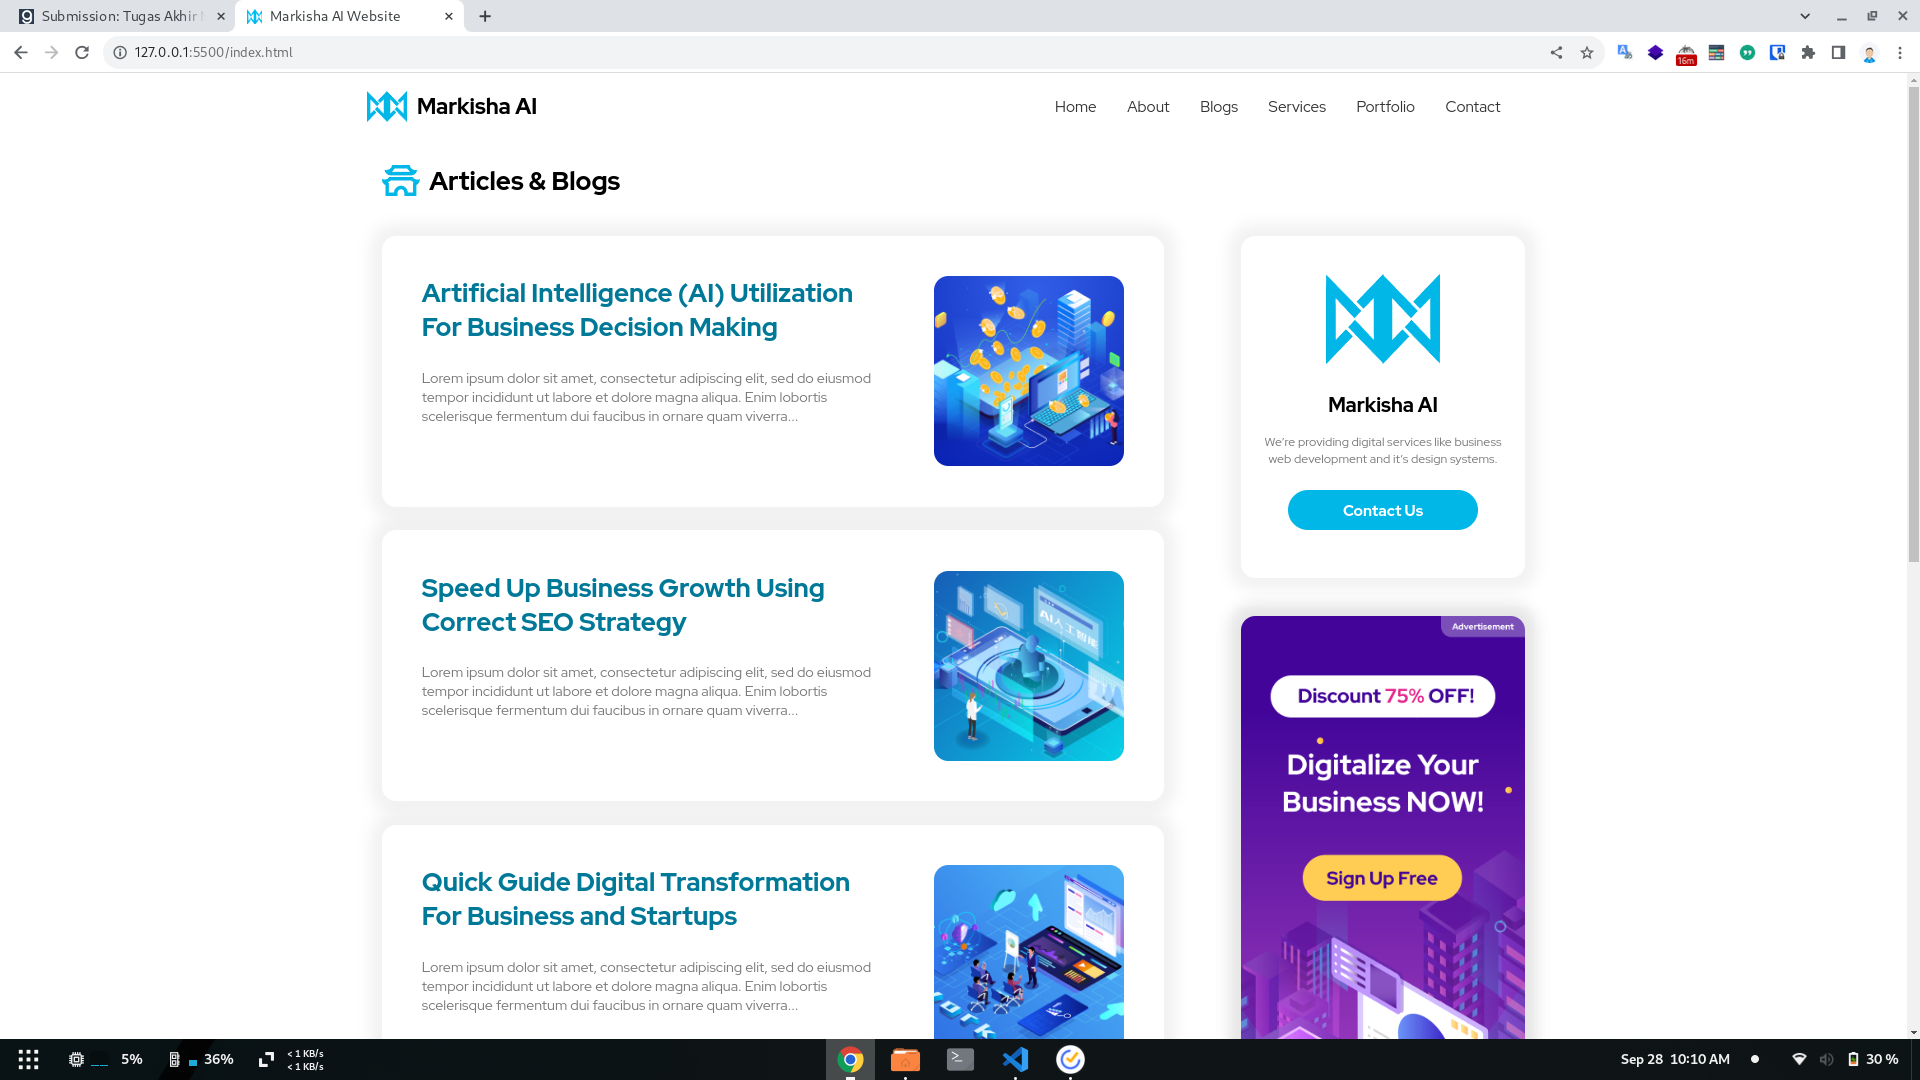 Submission: Tugas Akhir
Markisha AI Website
127.0.0.1:5500/index.html
16m
Markisha AI
Home
About
Blogs
Services
Portfolio
Contact
Articles & Blogs
Artificial Intelligence (AI) Utilization
For Business Decision Making
Lorem ipsum dolor sit amet, consectetur adipiscing elit, sed do eiusmod
tempor incididunt ut labore et dolore magna aliqua. Enim lobortis
scelerisque fermentum dui faucibus in ornare quam viverra...
Speed Up Business Growth Using
Correct SEO Strategy
Lorem ipsum dolor sit amet, consectetur adipiscing elit, sed do eiusmod
tempor incididunt ut labore et dolore magna aliqua. Enim lobortis
scelerisque fermentum dui faucibus in ornare quam viverra...
AI人工智能
Quick Guide Digital Transformation
For Business and Startups
Lorem ipsum dolor sit amet, consectetur adipiscing elit, sed do eiusmod
tempor incididunt ut labore et dolore magna aliqua. Enim lobortis
scelerisque fermentum dui faucibus in ornare quam viverra...
Markisha AI
We're providing digital services like business
web development and it's design systems.
Contact Us
Advertisement
Discount 75% OFF!
Digitalize Your
Business NOW!
Sign Up Free
5%
36%
< 1 KB/s
< 1 KB/s
Sep 28 10:10 AM
30 %